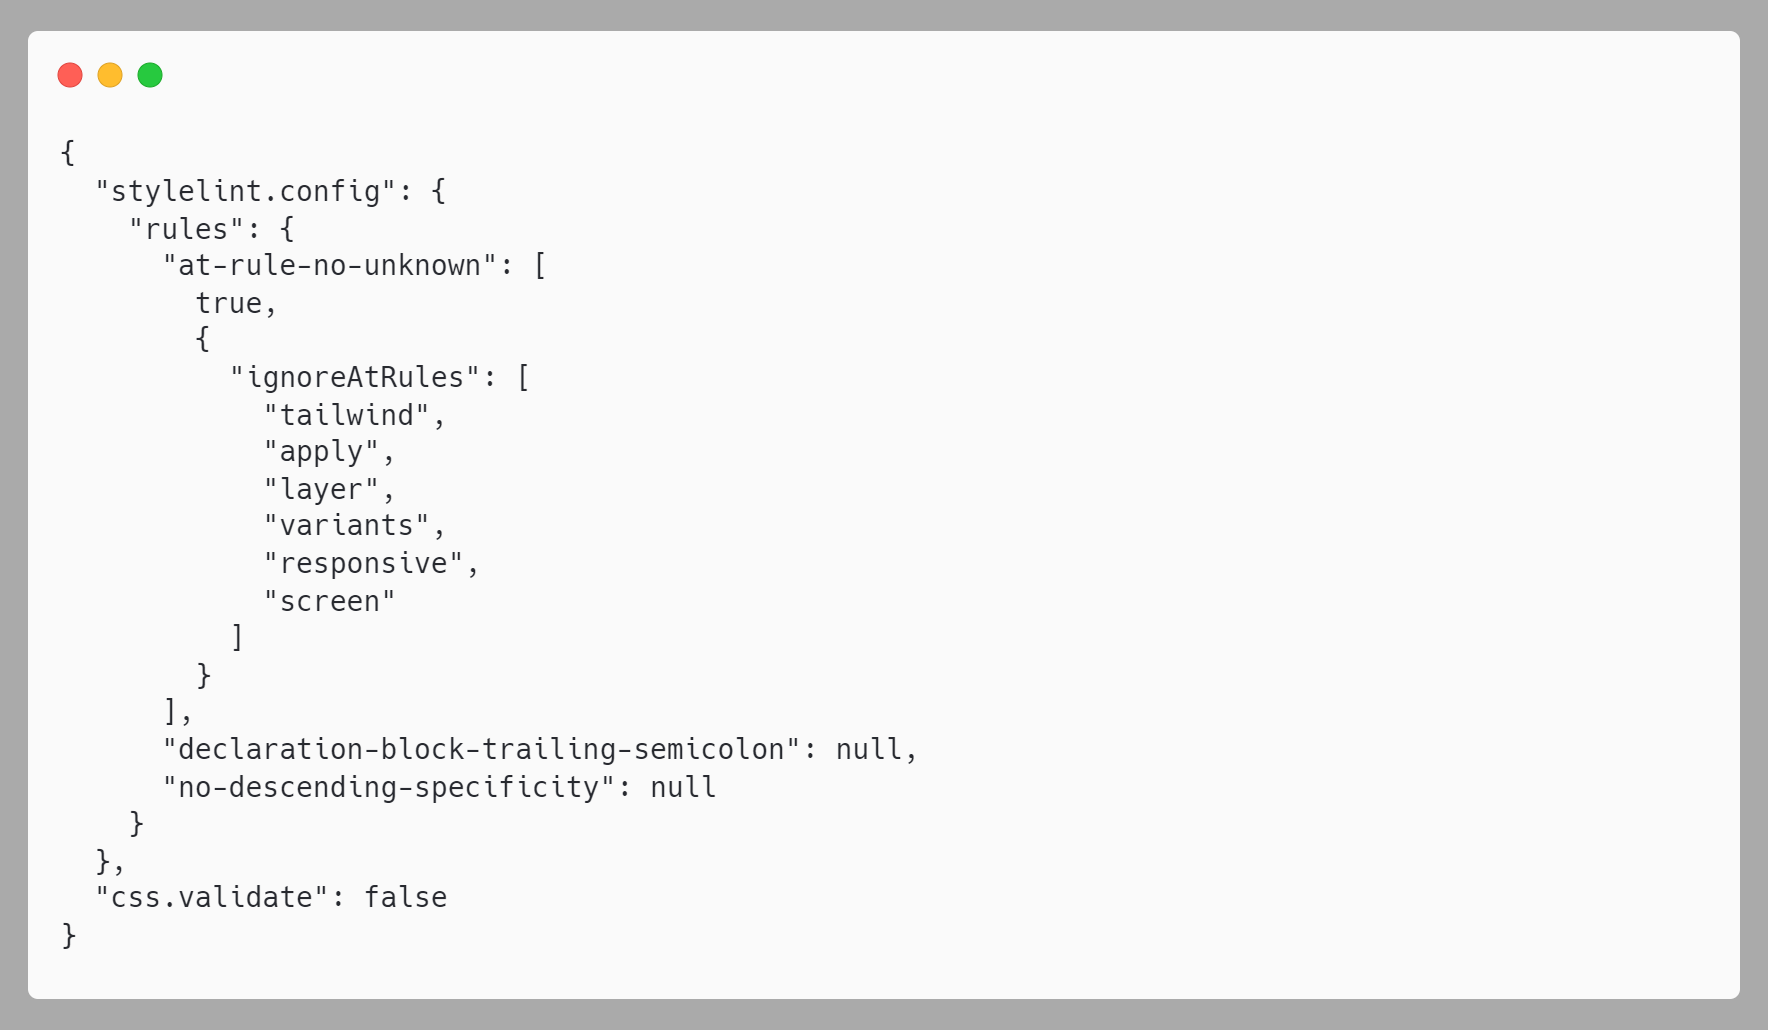 {
  "stylelint.config": {
    "rules": {
      "at-rule-no-unknown": [
        true,
        {
          "ignoreAtRules": [
            "tailwind",
            "apply",
            "layer",
            "variants",
            "responsive",
            "screen"
          ]
        }
      ],
      "declaration-block-trailing-semicolon": null,
      "no-descending-specificity": null
    }
  },
  "css.validate": false
}